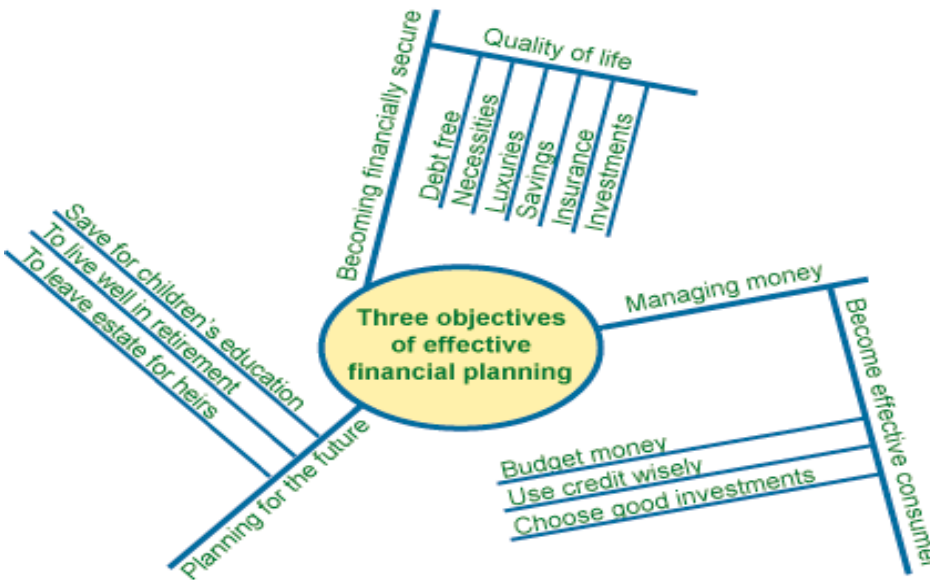 Three objectives
of effective
financial planning
Becoming financially secure
Quality of life
Debt free
Necessities
Luxuries
Savings
Insurance
Investments
Managing money
Become effective consumer
Budget money
Use credit wisely
Choose good investments
Planning for the future
Save for children's education
To live well in retirement
To leave estate for heirs